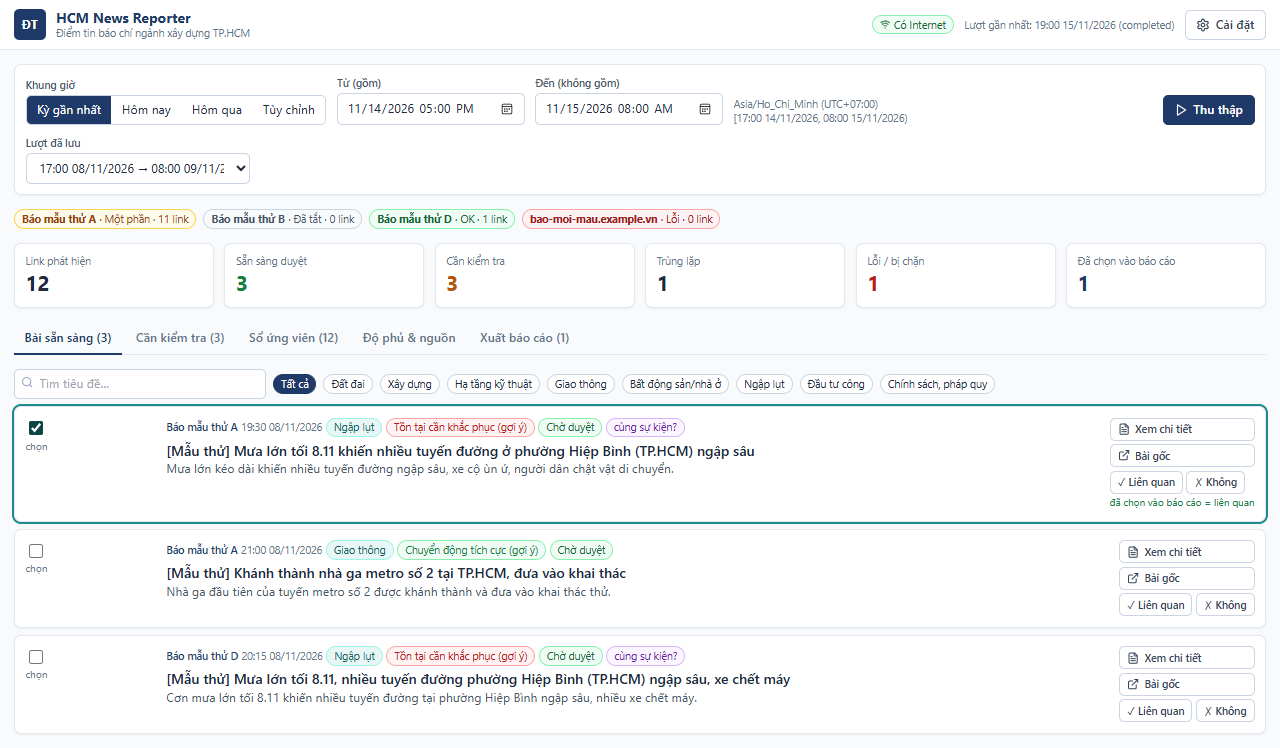 ĐT
HCM News Reporter
Điểm tin báo chí ngành xây dựng TP.HCM
Có Internet
Lượt gần nhất: 19:00 15/11/2026 (completed)
Cài đặt
Khung giờ
Kỳ gần nhất
Hôm nay
Hôm qua
Tùy chỉnh
Từ (gồm)
11/14/2026 05:00 PM
Đến (không gồm)
11/15/2026 08:00 AM
Asia/Ho_Chi_Minh (UTC+07:00)
[17:00 14/11/2026, 08:00 15/11/2026)
Thu thập
Lượt đã lưu
17:00 08/11/2026 → 08:00 09/11/2
Báo mẫu thử A · Một phần · 11 link
Báo mẫu thử B · Đã tắt · 0 link
Báo mẫu thử D · OK · 1 link
bao-moi-mau.example.vn · Lỗi · 0 link
Link phát hiện
12
Sẵn sàng duyệt
3
Cần kiểm tra
3
Trùng lặp
1
Lỗi / bị chặn
1
Đã chọn vào báo cáo
1
Bài sẵn sàng (3)
Cần kiểm tra (3)
Sổ ứng viên (12)
Độ phủ & nguồn
Xuất báo cáo (1)
Tìm tiêu đề...
Tất cả
Đất đai
Xây dựng
Hạ tầng kỹ thuật
Giao thông
Bất động sản/nhà ở
Ngập lụt
Đầu tư công
Chính sách, pháp quy
chọn
Báo mẫu thử A 19:30 08/11/2026 Ngập lụt Tồn tại cần khắc phục (gợi ý) Chờ duyệt cùng sự kiện?
[Mẫu thử] Mưa lớn tối 8.11 khiến nhiều tuyến đường ở phường Hiệp Bình (TP.HCM) ngập sâu
Mưa lớn kéo dài khiến nhiều tuyến đường ngập sâu, xe cộ ùn ứ, người dân chật vật di chuyển.
Xem chi tiết
Bài gốc
✓ Liên quan
✗ Không
đã chọn vào báo cáo = liên quan
chọn
Báo mẫu thử A 21:00 08/11/2026 Giao thông Chuyển động tích cực (gợi ý) Chờ duyệt
[Mẫu thử] Khánh thành nhà ga metro số 2 tại TP.HCM, đưa vào khai thác
Nhà ga đầu tiên của tuyến metro số 2 được khánh thành và đưa vào khai thác thử.
Xem chi tiết
Bài gốc
✓ Liên quan
✗ Không
chọn
Báo mẫu thử D 20:15 08/11/2026 Ngập lụt Tồn tại cần khắc phục (gợi ý) Chờ duyệt cùng sự kiện?
[Mẫu thử] Mưa lớn tối 8.11, nhiều tuyến đường phường Hiệp Bình (TP.HCM) ngập sâu, xe chết máy
Cơn mưa lớn tối 8.11 khiến nhiều tuyến đường tại phường Hiệp Bình ngập sâu, nhiều xe chết máy.
Xem chi tiết
Bài gốc
✓ Liên quan
✗ Không